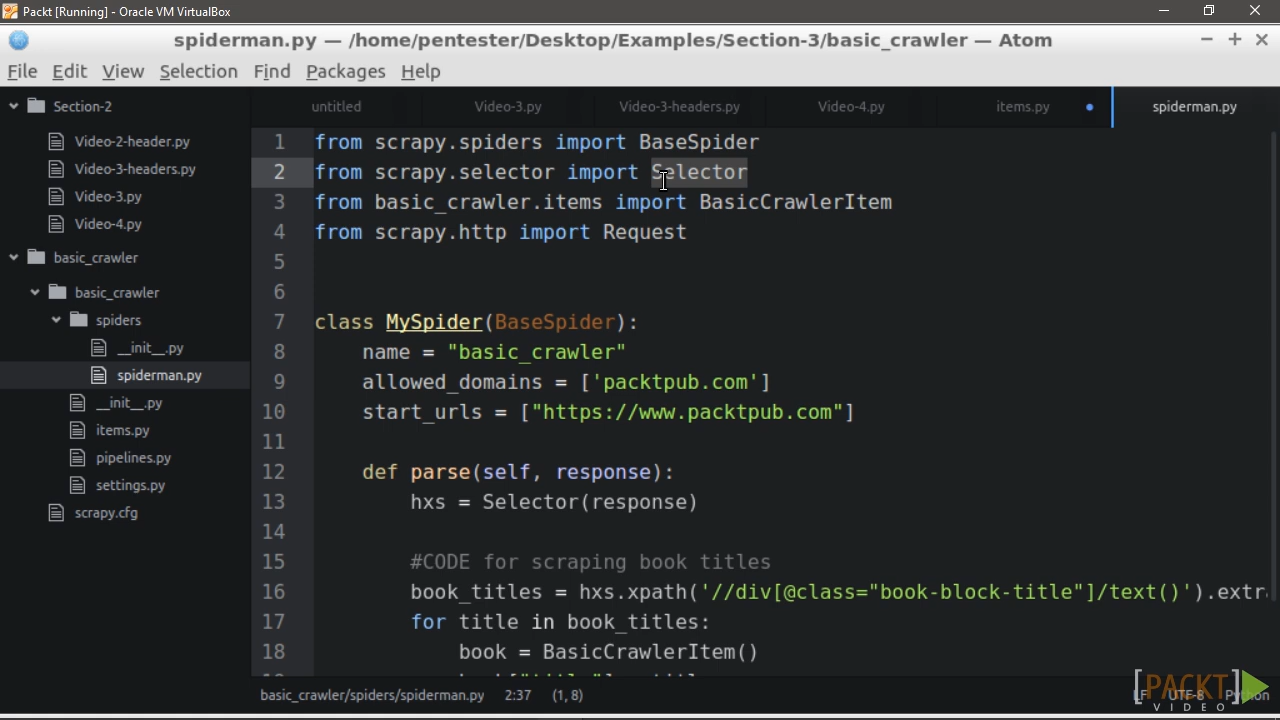 Packt [Running] - Oracle VM VirtualBox
spiderman.py — /home/pentester/Desktop/Examples/Section-3/basic_crawler — Atom
File Edit View Selection Find Packages Help
Section-2
Video-2-header.py
Video-3-headers.py
Video-3.py
Video-4.py
basic_crawler
basic_crawler
spiders
__init__.py
spiderman.py
__init__.py
items.py
pipelines.py
settings.py
scrapy.cfg
untitled Video-3.py Video-3-headers.py Video-4.py items.py spiderman.py
1 from scrapy.spiders import BaseSpider
2 from scrapy.selector import Selector
3 from basic_crawler.items import BasicCrawlerItem
4 from scrapy.http import Request
5
6
7 class MySpider(BaseSpider):
8 name = "basic_crawler"
9 allowed_domains = ['packtpub.com']
10 start_urls = ["https://www.packtpub.com"]
11
12 def parse(self, response):
13 hxs = Selector(response)
14
15 #CODE for scraping book titles
16 book_titles = hxs.xpath('//div[@class="book-block-title"]/text()').extr
17 for title in book_titles:
18 book = BasicCrawlerItem()
basic_crawler/spiders/spiderman.py 2:37 (1, 8) LF UTF-8 Python
[PACKT]
VIDEO